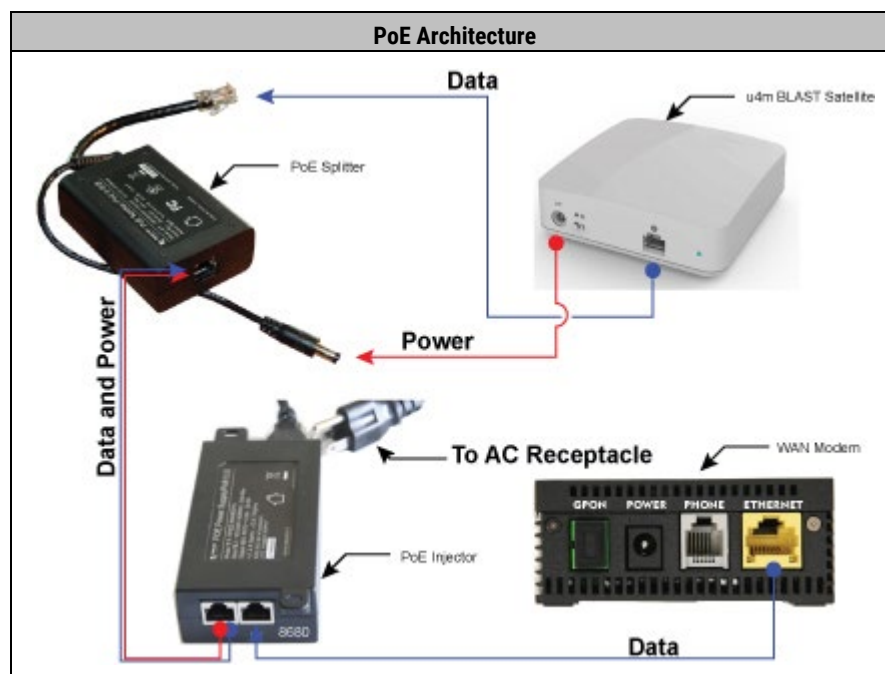 PoE Architecture
Data
u4m BLAST Satellite
PoE Splitter
Power
Data and Power
To AC Receptacle
WAN Modem
GPON POWER PHONE ETHERNET
PoE Injector
8680
Data